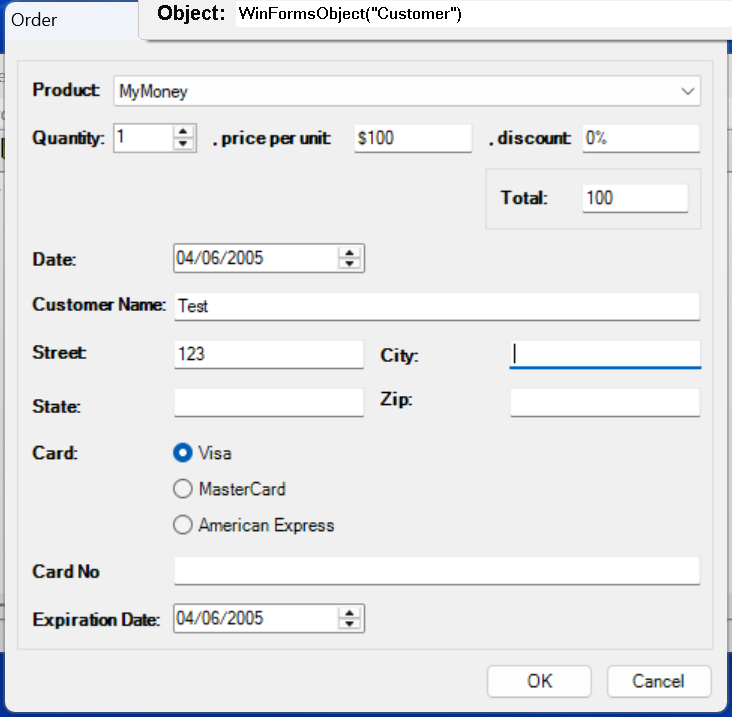 Order
Object: WinFormsObject("Customer")
Product: MyMoney
Quantity: 1 , price per unit: $100 , discount: 0%
Total: 100
Date: 04/06/2005
Customer Name: Test
Street: 123 City:
State: Zip:
Card: Visa
MasterCard
American Express
Card No
Expiration Date: 04/06/2005
OK Cancel